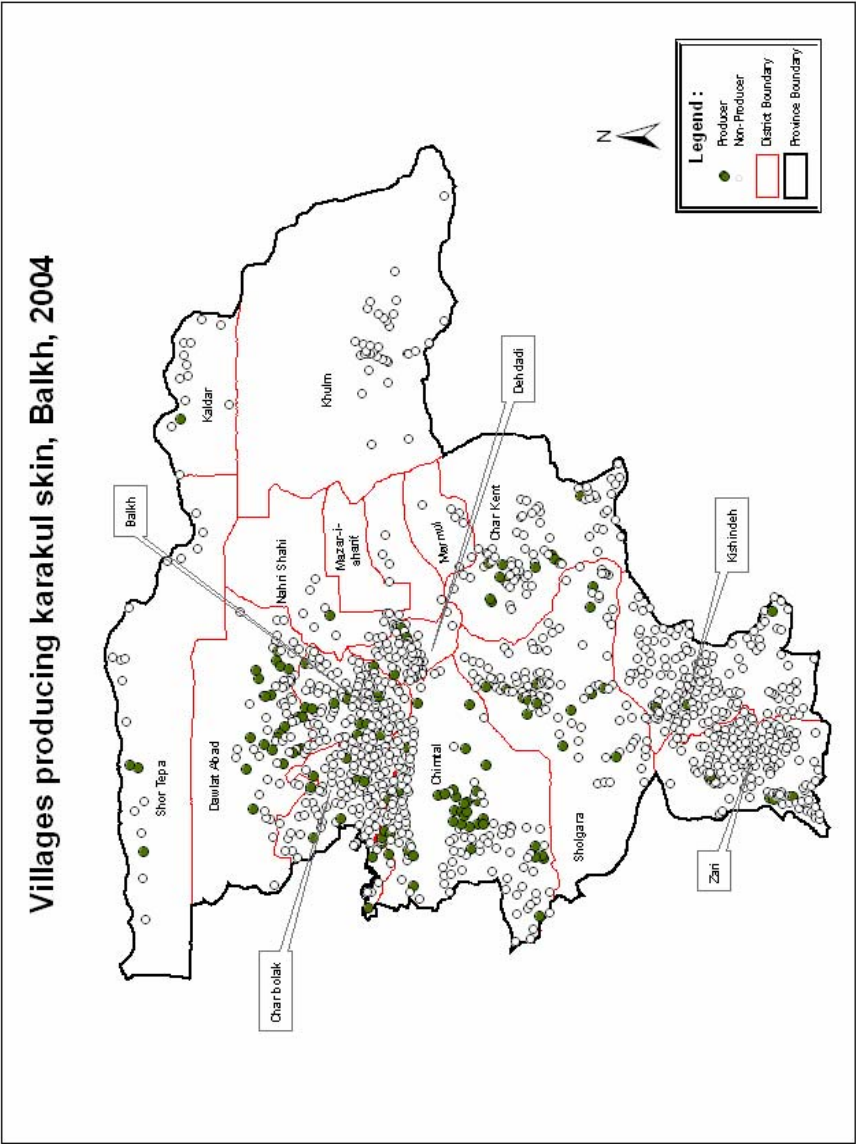 Villages producing karakul skin, Balkh, 2004
N
Legend :
Producer
Non-Producer
District Boundary
Province Boundary
Balkh
Kaldar
Khulm
Dehdadi
Shor Tepa
Dawlat Abad
Nahri Shahi
Mazar-i-
sharif
Marmul
Char Kent
Kishindeh
Char bolak
Chimtal
Sholgara
Zari